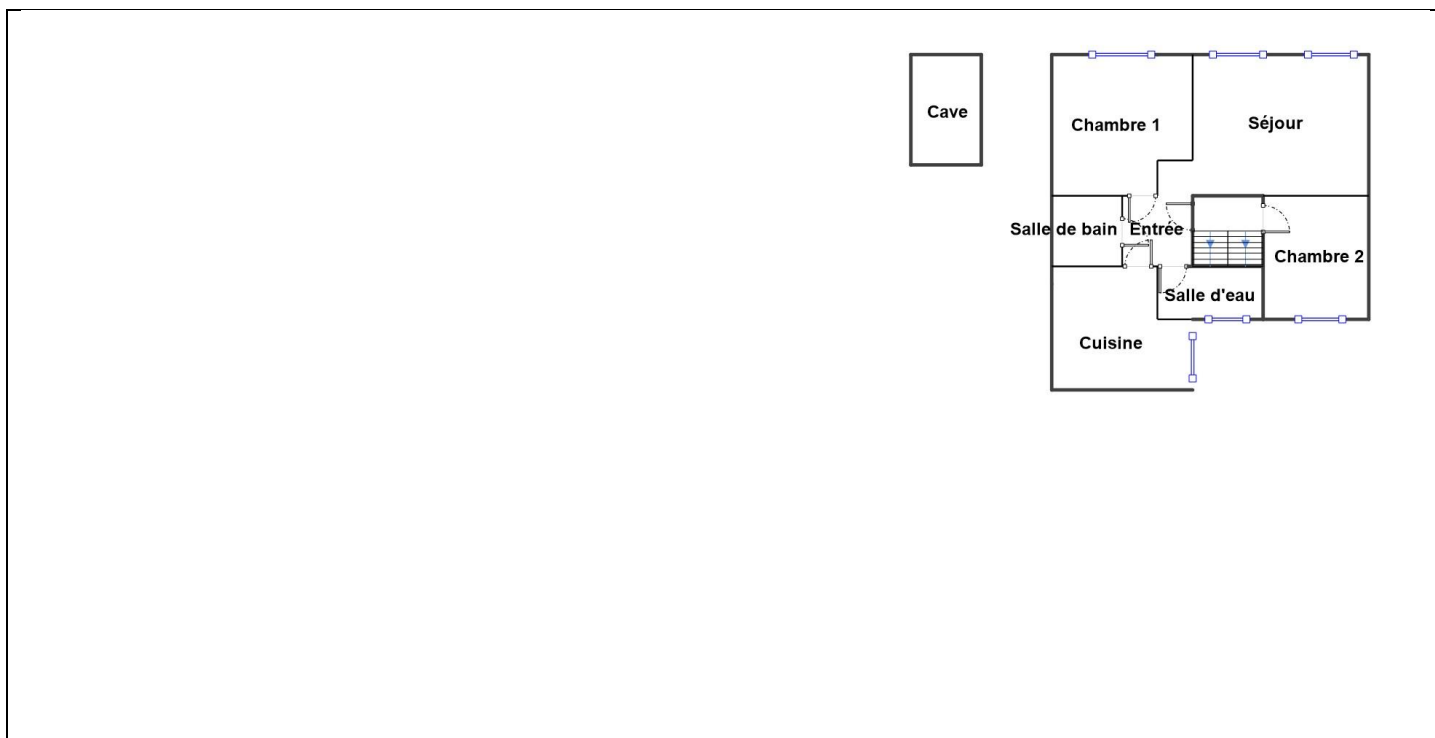 Cave
Chambre 1
Séjour
Salle de bain
Entrée
Chambre 2
Salle d'eau
Cuisine